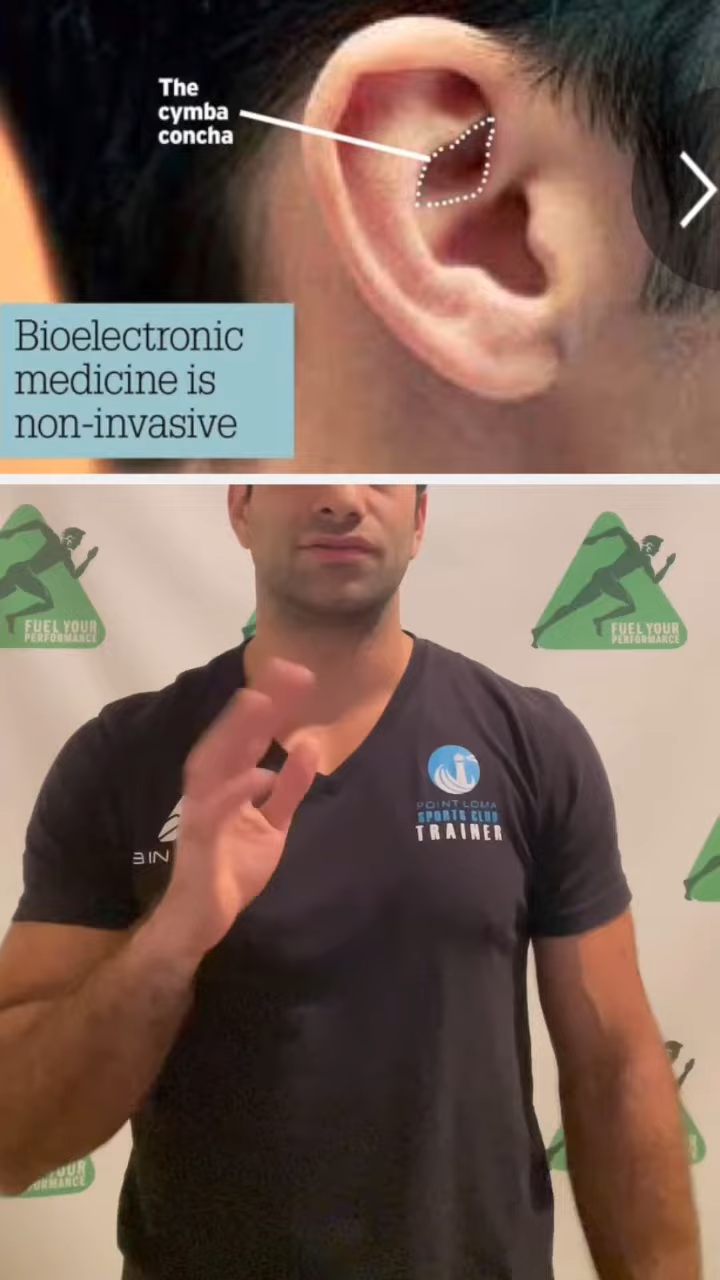 The
cymba
concha
Bioelectronic
medicine is
non-invasive
FUEL YOUR
PERFORMANCE
FUEL YOUR
PERFORMANCE
POINT LOMA
SPORTS CLUB
TRAINER